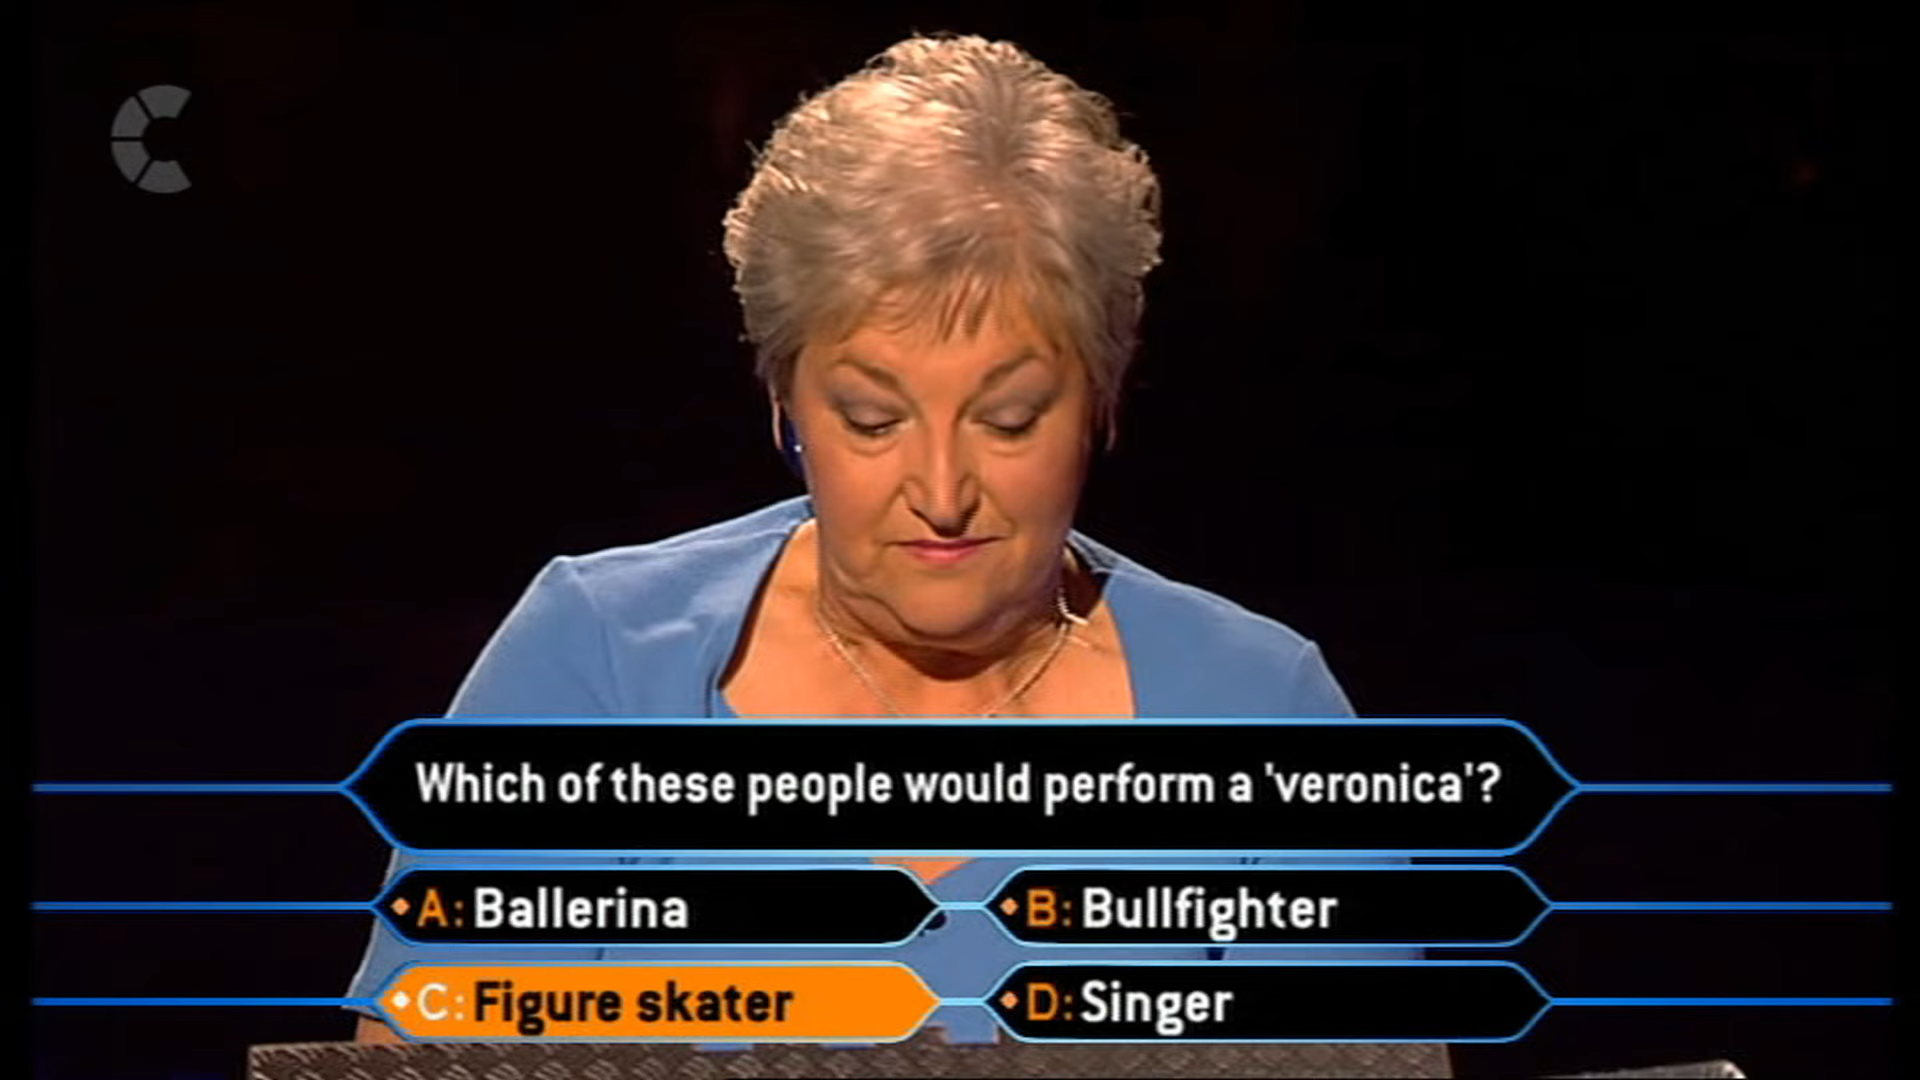 Which of these people would perform a 'veronica'?
A: Ballerina
B: Bullfighter
C: Figure skater
D: Singer